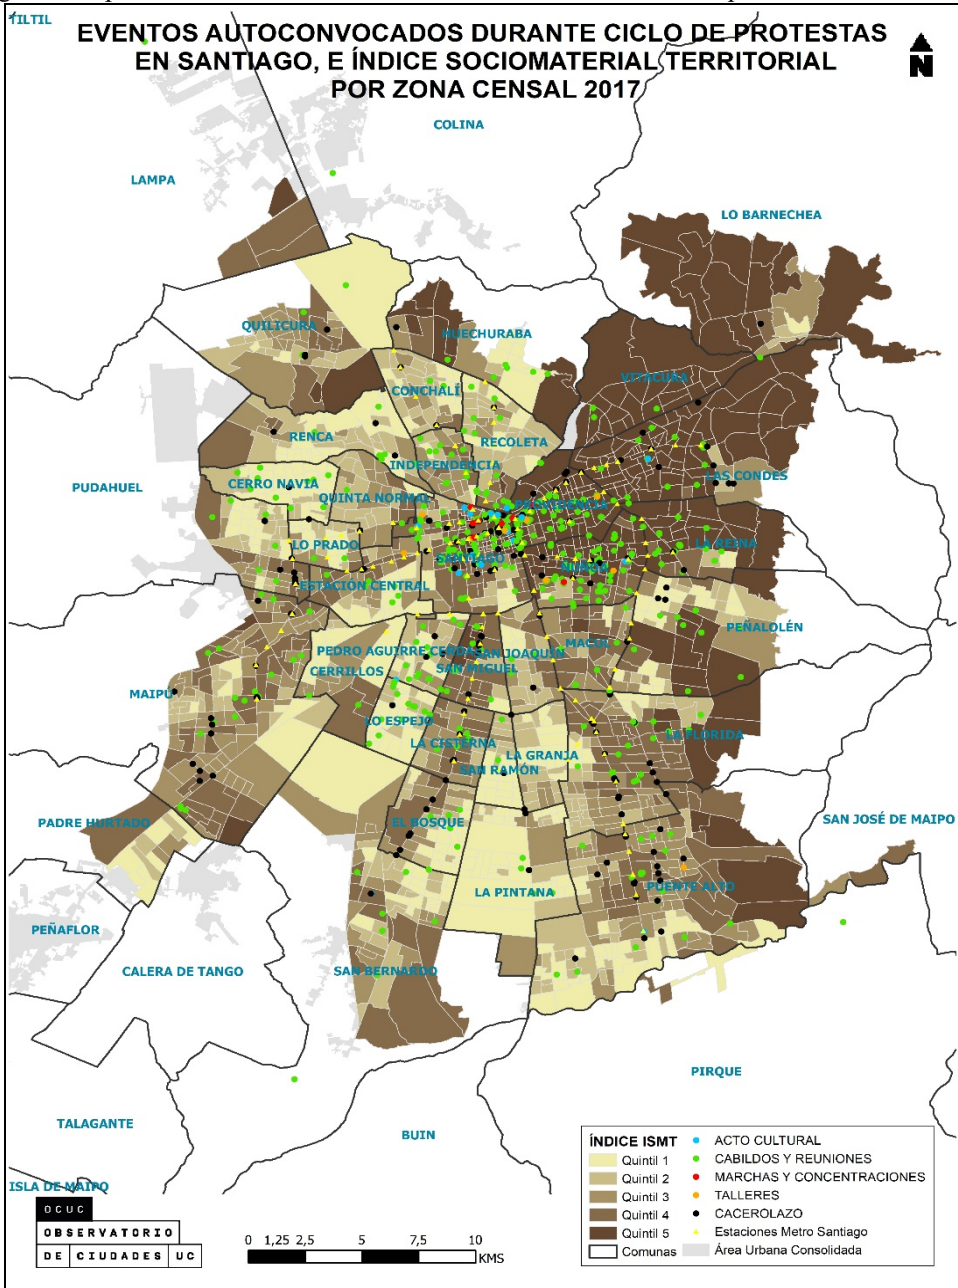 TILTIL
EVENTOS AUTOCONVOCADOS DURANTE CICLO DE PROTESTAS
EN SANTIAGO, E ÍNDICE SOCIOMATERIAL TERRITORIAL
POR ZONA CENSAL 2017
N
COLINA
LAMPA
LO BARNECHEA
QUILICURA
HUECHURABA
VITACURA
CONCHALÍ
RENCA
RECOLETA
INDEPENDENCIA
LAS CONDES
CERRO NAVIA
PUDAHUEL
QUINTA NORMAL
PROVIDENCIA
LO PRADO
LA REINA
SANTIAGO
ÑUÑOA
ESTACIÓN CENTRAL
PEÑALOLÉN
MACUL
PEDRO AGUIRRE CERDA
SAN JOAQUÍN
SAN MIGUEL
CERRILLOS
MAIPÚ
LO ESPEJO
LA FLORIDA
LA CISTERNA
LA GRANJA
SAN RAMÓN
PADRE HURTADO
EL BOSQUE
SAN JOSÉ DE MAIPO
LA PINTANA
PUENTE ALTO
PEÑAFLOR
CALERA DE TANGO
SAN BERNARDO
PIRQUE
TALAGANTE
BUIN
ISLA DE MAIPO
ÍNDICE ISMT
Quintil 1
Quintil 2
Quintil 3
Quintil 4
Quintil 5
Comunas
ACTO CULTURAL
CABILDOS Y REUNIONES
MARCHAS Y CONCENTRACIONES
TALLERES
CACEROLAZO
Estaciones Metro Santiago
Área Urbana Consolidada
OCUC
OBSERVATORIO
DE CIUDADES UC
0 1,25 2,5 5 7,5 10
KMS